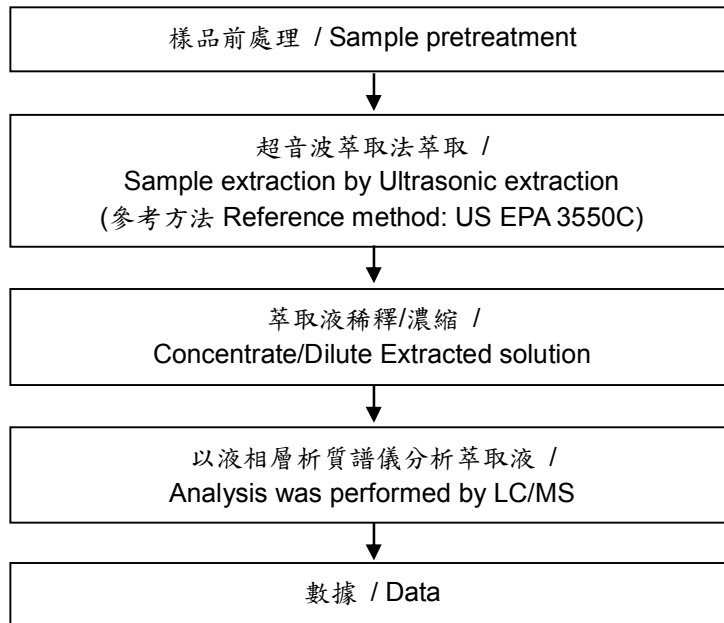 樣品前處理 / Sample pretreatment
超音波萃取法萃取 /
Sample extraction by Ultrasonic extraction
(參考方法 Reference method: US EPA 3550C)
萃取液稀釋/濃縮 /
Concentrate/Dilute Extracted solution
以液相層析質譜儀分析萃取液 /
Analysis was performed by LC/MS
數據 / Data